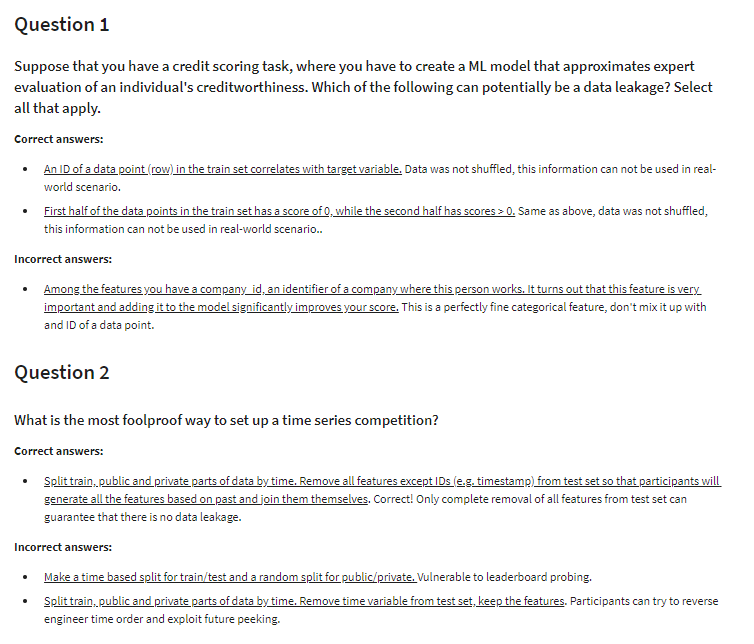 Question 1
Suppose that you have a credit scoring task, where you have to create a ML model that approximates expert
evaluation of an individual's creditworthiness. Which of the following can potentially be a data leakage? Select
all that apply.
Correct answers:
• An ID of a data point (row) in the train set correlates with target variable. Data was not shuffled, this information can not be used in real-
world scenario.
• First half of the data points in the train set has a score of 0, while the second half has scores > 0. Same as above, data was not shuffled,
this information can not be used in real-world scenario..
Incorrect answers:
• Among the features you have a company_id, an identifier of a company where this person works. It turns out that this feature is very
important and adding it to the model significantly improves your score. This is a perfectly fine categorical feature, don't mix it up with
and ID of a data point.
Question 2
What is the most foolproof way to set up a time series competition?
Correct answers:
• Split train, public and private parts of data by time. Remove all features except IDs (e.g. timestamp) from test set so that participants will
generate all the features based on past and join them themselves. Correct! Only complete removal of all features from test set can
guarantee that there is no data leakage.
Incorrect answers:
• Make a time based split for train/test and a random split for public/private. Vulnerable to leaderboard probing.
• Split train, public and private parts of data by time. Remove time variable from test set, keep the features. Participants can try to reverse
engineer time order and exploit future peeking.